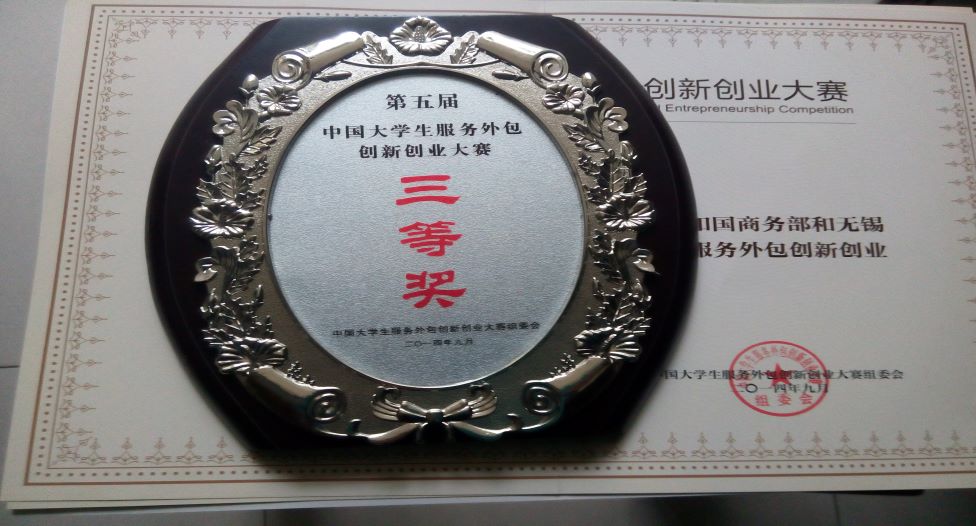 第五届
中国大学生服务外包
创新创业大赛
三
等
奖
中国大学生服务外包创新创业大赛组委会
二〇一四年九月
创新创业大赛
Entrepreneurship Competition
和国商务部和无锡
服务外包创新创业
国大学生服务外包创新创业大赛组委会
〇一四年九月
组委会